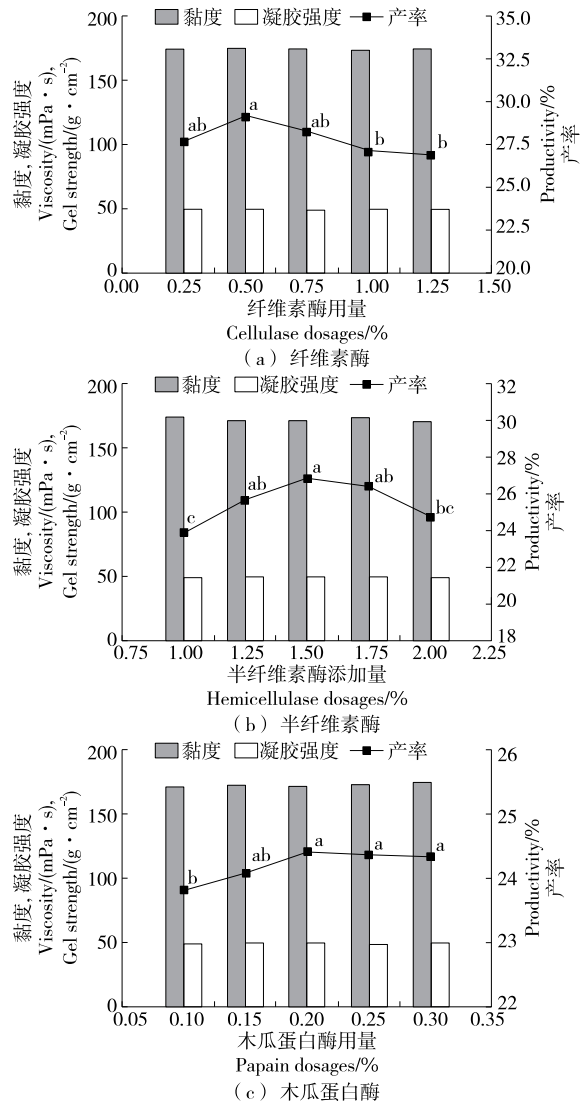 黏度 凝胶强度 产率
200 150 100 50 0
黏度, 凝胶强度
Viscosity/(mPa·s),
Gel strength/(g·cm⁻²)
35.0 32.5 30.0 27.5 25.0 22.5 20.0
Productivity/%
产率
ab a ab b b
0.00 0.25 0.50 0.75 1.00 1.25 1.50
纤维素酶用量
Cellulase dosages/%
(a) 纤维素酶
黏度 凝胶强度 产率
200 150 100 50 0
黏度, 凝胶强度
Viscosity/(mPa·s),
Gel strength/(g·cm⁻²)
32 30 28 26 24 22 20 18
Productivity/%
产率
c ab a ab bc
0.75 1.00 1.25 1.50 1.75 2.00 2.25
半纤维素酶添加量
Hemicellulase dosages/%
(b) 半纤维素酶
黏度 凝胶强度 产率
200 150 100 50 0
黏度, 凝胶强度
Viscosity/(mPa·s),
Gel strength/(g·cm⁻²)
26 25 24 23 22
Productivity/%
产率
b ab a a a
0.05 0.10 0.15 0.20 0.25 0.30 0.35
木瓜蛋白酶用量
Papain dosages/%
(c) 木瓜蛋白酶